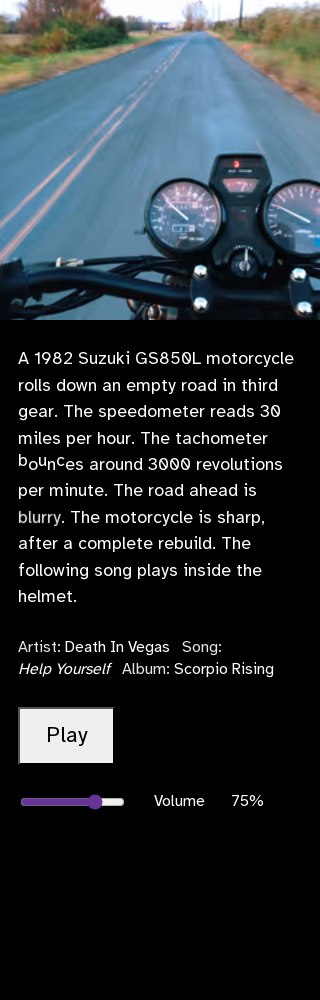 A 1982 Suzuki GS850L motorcycle
rolls down an empty road in third
gear. The speedometer reads 30
miles per hour. The tachometer
bounces around 3000 revolutions
per minute. The road ahead is
blurry. The motorcycle is sharp,
after a complete rebuild. The
following song plays inside the
helmet.
Artist: Death In Vegas Song:
Help Yourself Album: Scorpio Rising
Play
Volume 75%